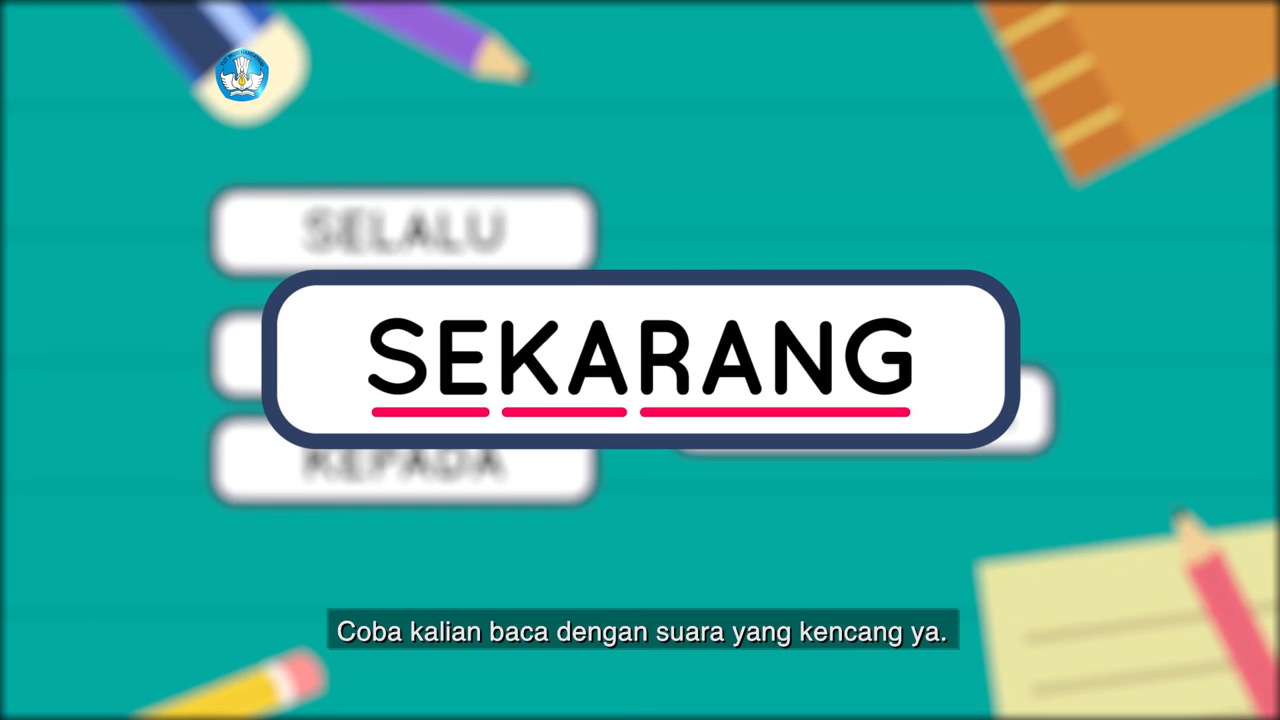 SELALU
SEKARANG
KEPADA
Coba kalian baca dengan suara yang kencang ya.